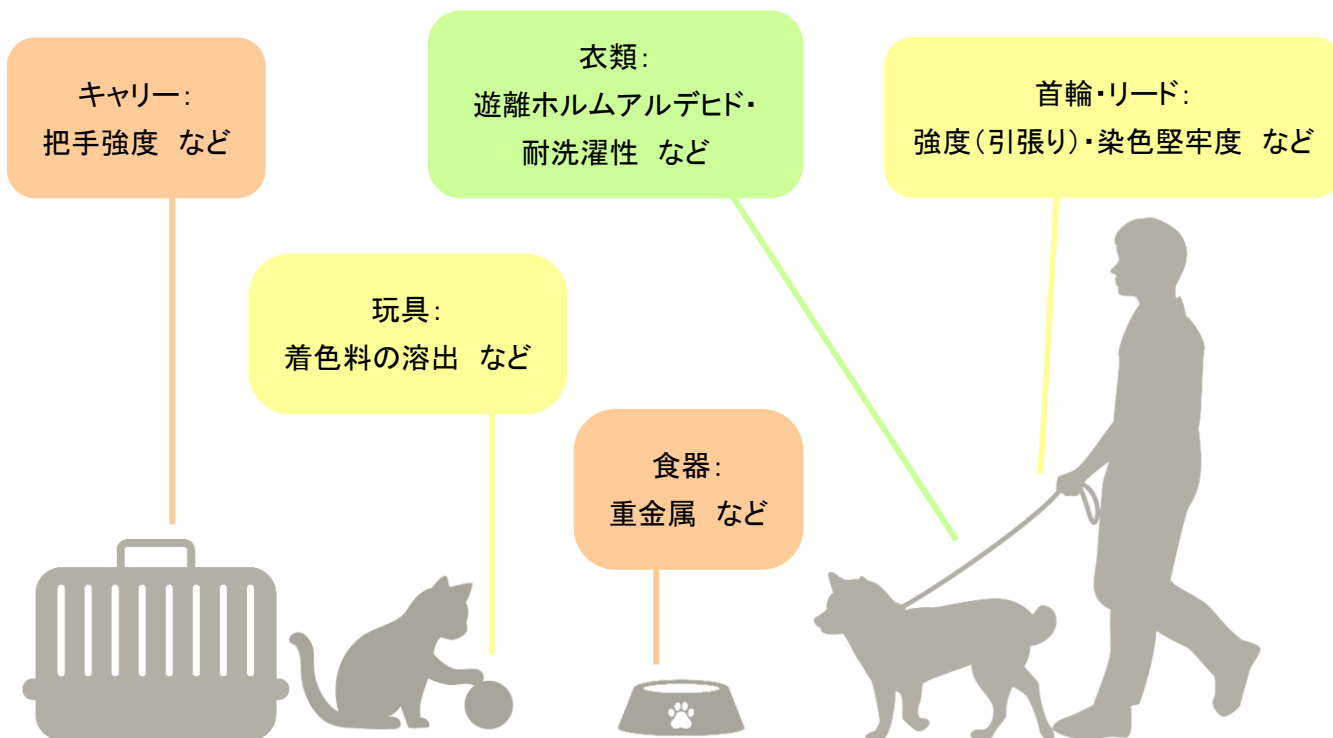 キャリー：
把手強度　など
衣類：
遊離ホルムアルデヒド・
耐洗濯性　など
首輪・リード：
強度（引張り）・染色堅牢度　など
玩具：
着色料の溶出　など
食器：
重金属　など